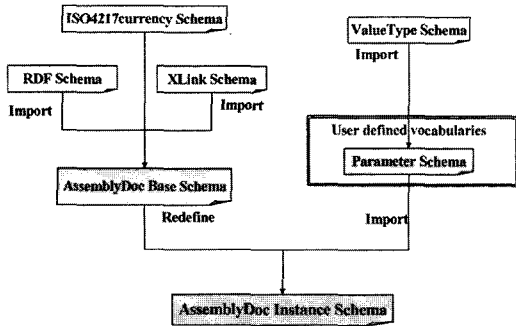 ISO4217currency Schema
ValueType Schema
Import
RDF Schema
XLink Schema
Import
Import
User defined vocabularies
Parameter Schema
AssemblyDoc Base Schema
Redefine
Import
AssemblyDoc Instance Schema